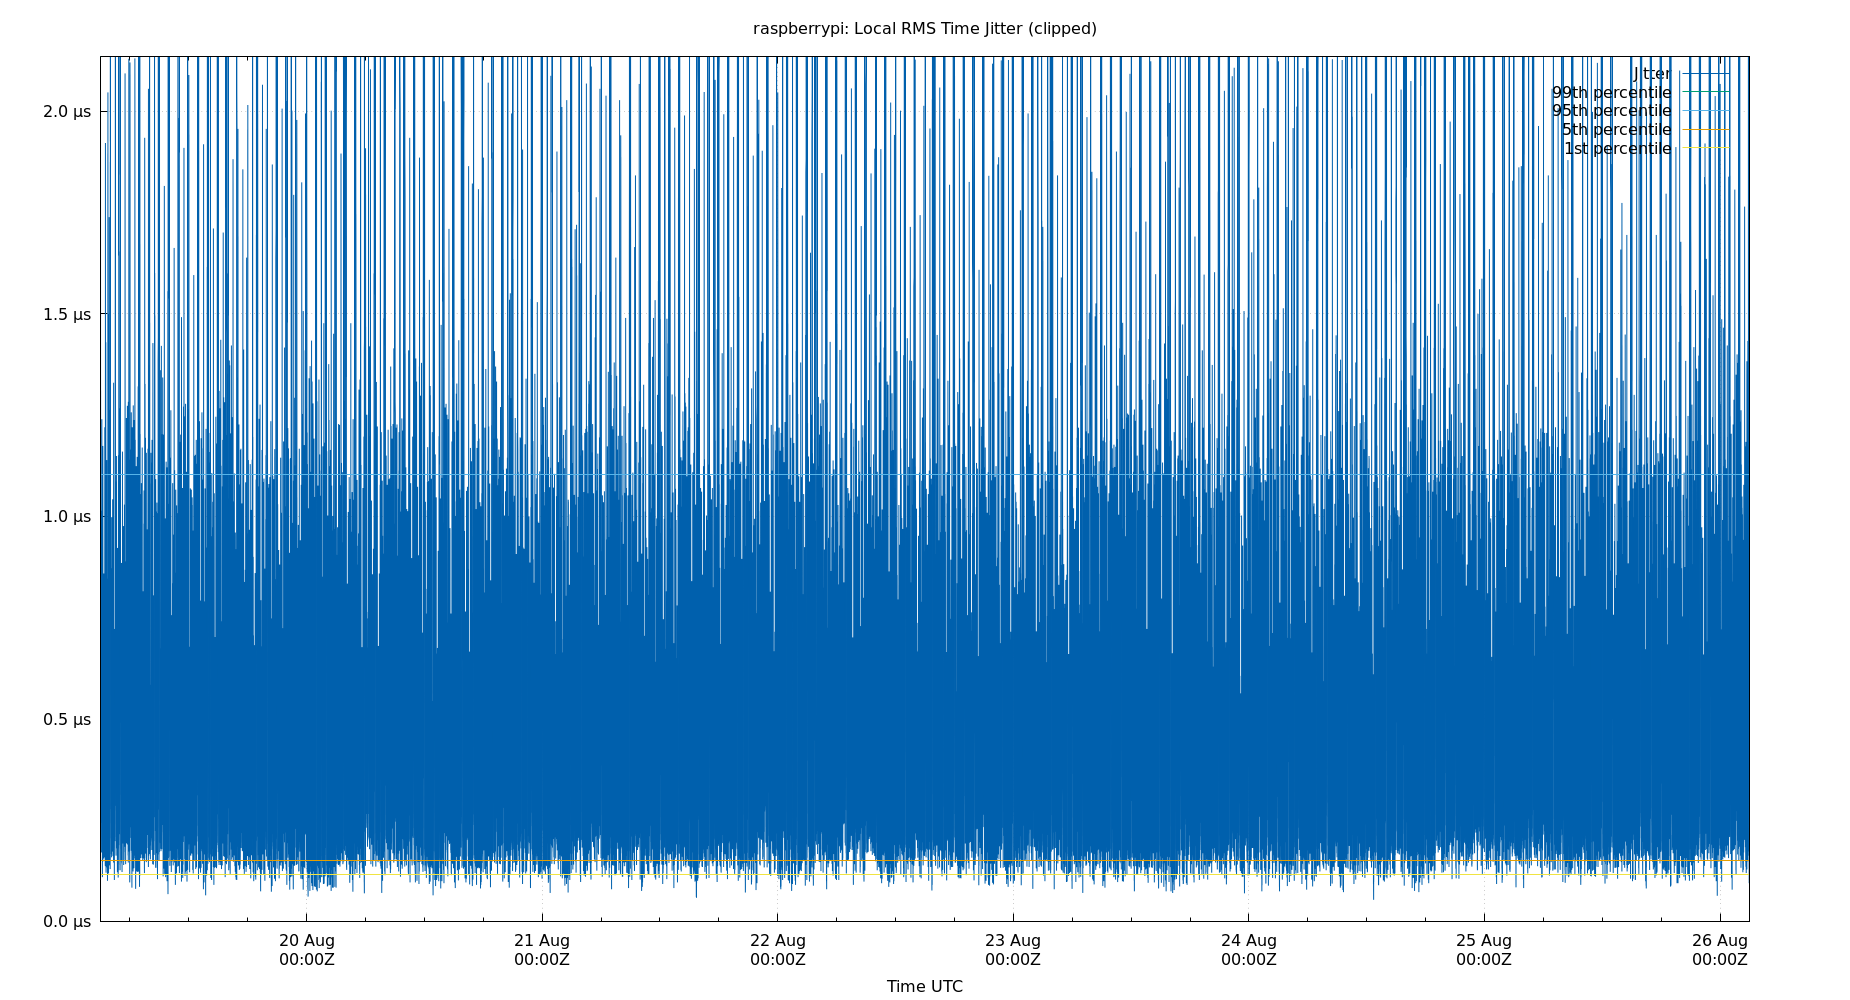 raspberrypi: Local RMS Time Jitter (clipped)
Jitter
99th percentile
95th percentile
5th percentile
1st percentile
2.0 µs
1.5 µs
1.0 µs
0.5 µs
0.0 µs
20 Aug 21 Aug 22 Aug 23 Aug 24 Aug 25 Aug 26 Aug
00:00Z 00:00Z 00:00Z 00:00Z 00:00Z 00:00Z 00:00Z
Time UTC